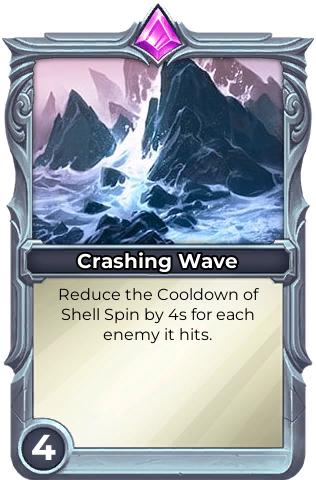 Crashing Wave
Reduce the Cooldown of
Shell Spin by 4s for each
enemy it hits.
4